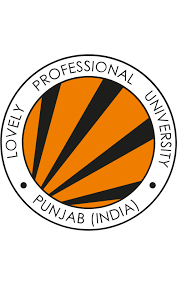 LOVELY PROFESSIONAL UNIVERSITY
PUNJAB (INDIA)